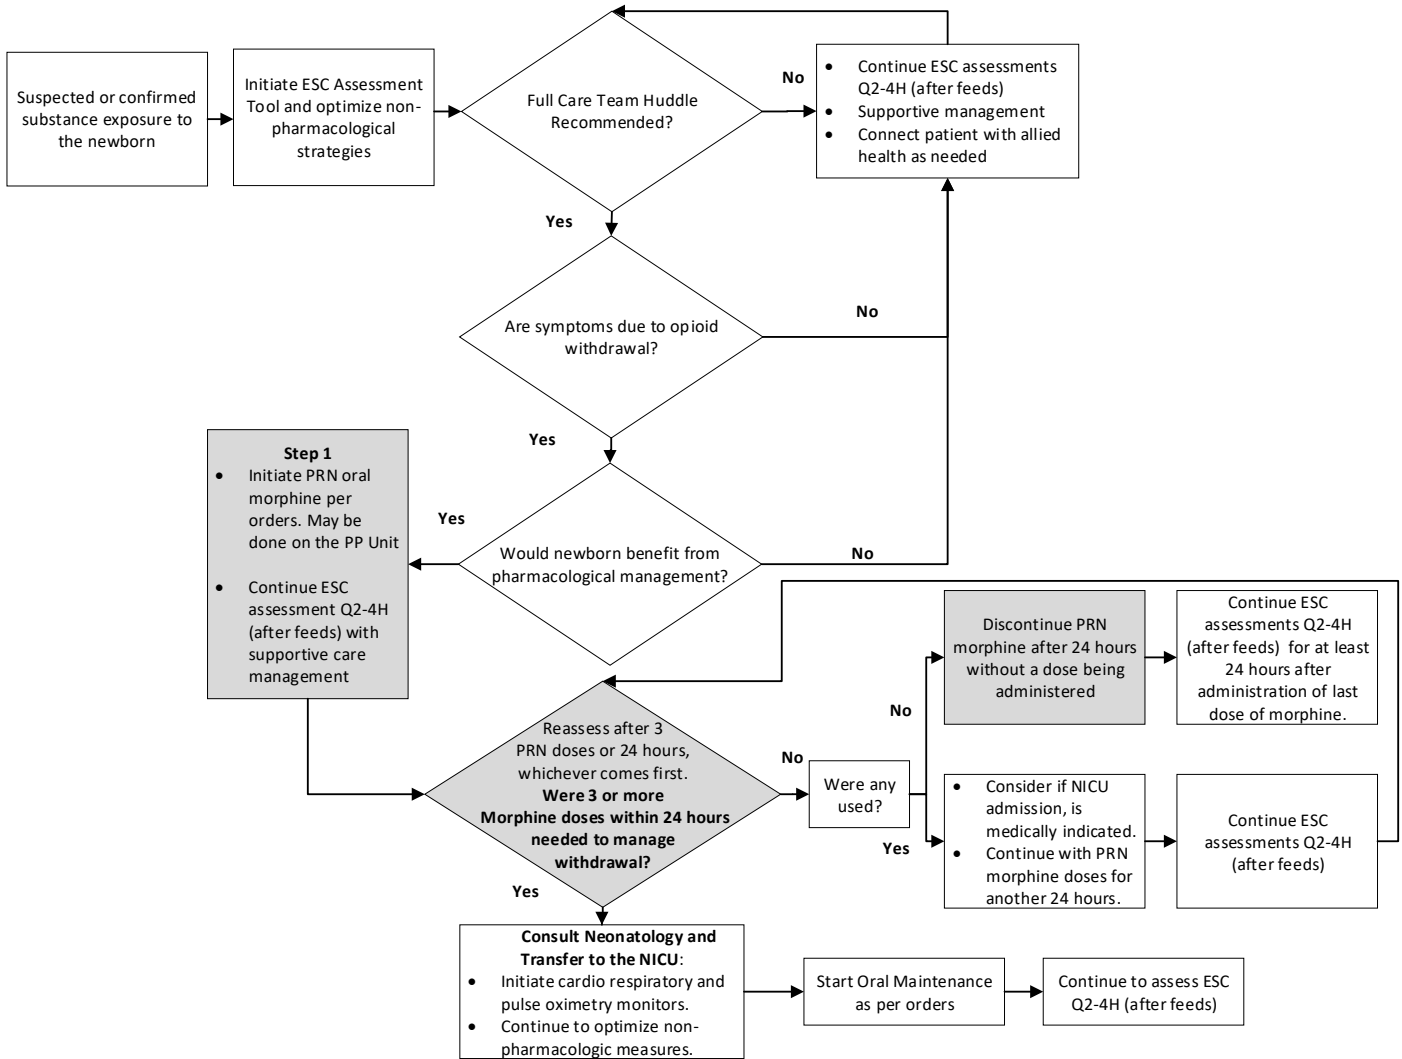 Suspected or confirmed
substance exposure to
the newborn
Initiate ESC Assessment
Tool and optimize non-
pharmacological
strategies
Full Care Team Huddle
Recommended?
No
• Continue ESC assessments
Q2-4H (after feeds)
• Supportive management
• Connect patient with allied
health as needed
Yes
Are symptoms due to opioid
withdrawal?
No
Yes
Would newborn benefit from
pharmacological management?
No
Yes
Step 1
• Initiate PRN oral
morphine per
orders. May be
done on the PP Unit
• Continue ESC
assessment Q2-4H
(after feeds) with
supportive care
management
Reassess after 3
PRN doses or 24 hours,
whichever comes first.
Were 3 or more
Morphine doses within 24 hours
needed to manage
withdrawal?
No
Were any
used?
No
Discontinue PRN
morphine after 24 hours
without a dose being
administered
Continue ESC
assessments Q2-4H
(after feeds) for at least
24 hours after
administration of last
dose of morphine.
Yes
• Consider if NICU
admission, is
medically indicated.
• Continue with PRN
morphine doses for
another 24 hours.
Continue ESC
assessments Q2-4H
(after feeds)
Yes
Consult Neonatology and
Transfer to the NICU:
• Initiate cardio respiratory and
pulse oximetry monitors.
• Continue to optimize non-
pharmacologic measures.
Start Oral Maintenance
as per orders
Continue to assess ESC
Q2-4H (after feeds)